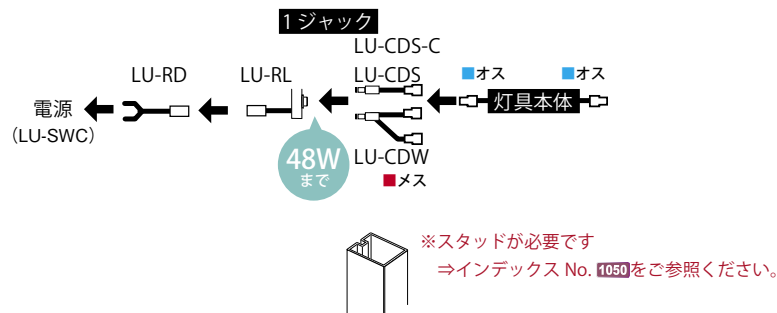 1ジャック
LU-CDS-C
LU-RD LU-RL LU-CDS ■オス ■オス
電源
(LU-SWC)
灯具本体
48W
まで
LU-CDW
■メス
※スタッドが必要です
⇒インデックス No. 1050をご参照ください。